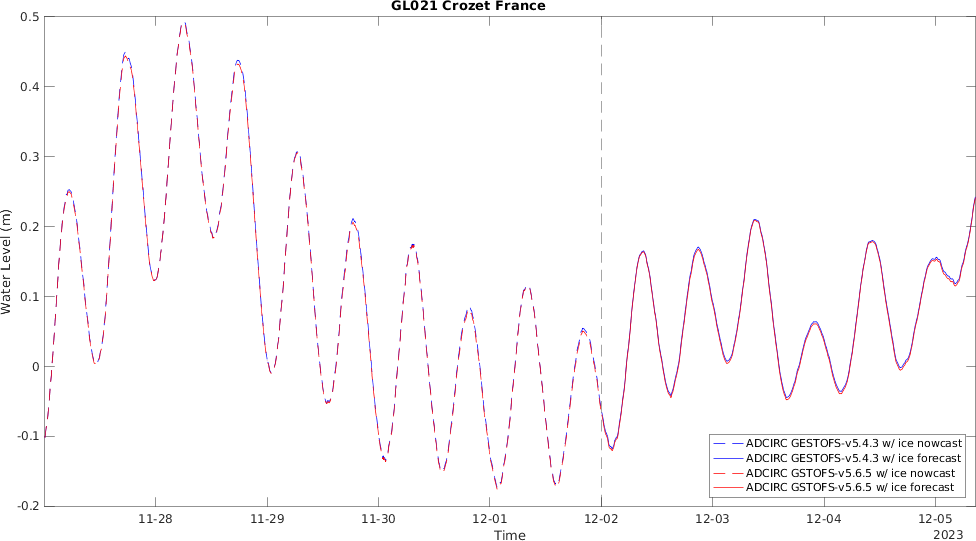 GL021 Crozet France
0.5
0.4
0.3
0.2
0.1
0
-0.1
-0.2
Water Level (m)
ADCIRC GESTOFS-v5.4.3 w/ ice nowcast
ADCIRC GESTOFS-v5.4.3 w/ ice forecast
ADCIRC GSTOFS-v5.6.5 w/ ice nowcast
ADCIRC GSTOFS-v5.6.5 w/ ice forecast
11-28 11-29 11-30 12-01 12-02 12-03 12-04 12-05
Time 2023